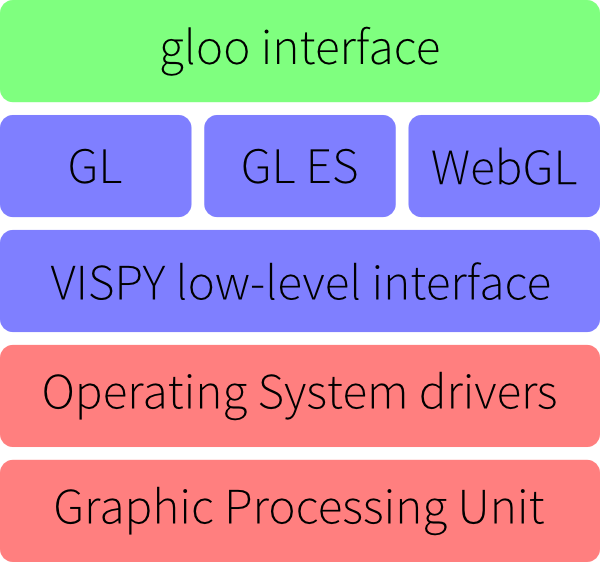 gloo interface
GL GL ES WebGL
VISPY low-level interface
Operating System drivers
Graphic Processing Unit